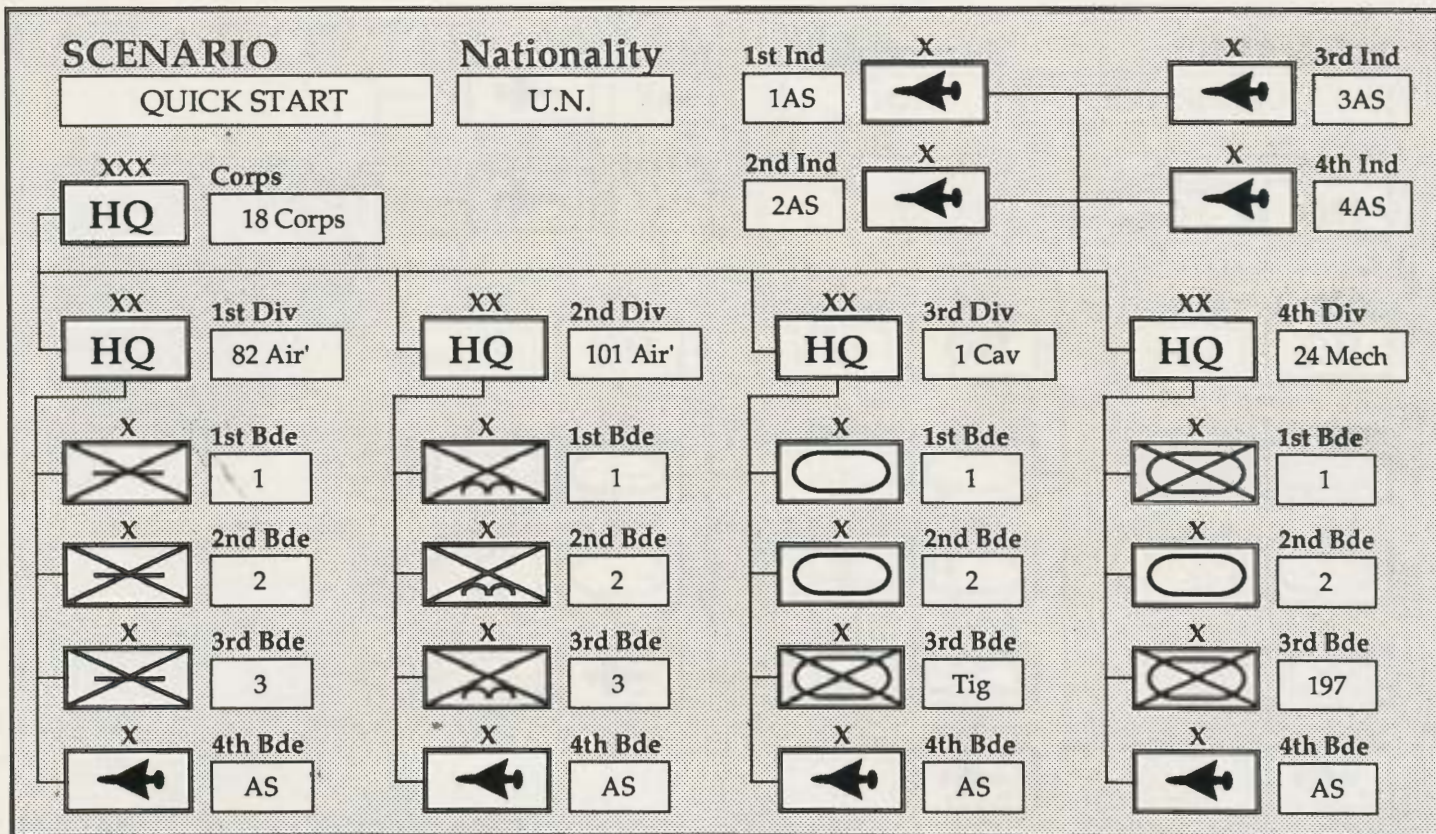 SCENARIO
QUICK START
Nationality
U.N.
1st Ind
1AS
X
X
3rd Ind
3AS
2nd Ind
2AS
X
X
4th Ind
4AS
XXX
HQ
Corps
18 Corps
XX
HQ
1st Div
82 Air'
XX
HQ
2nd Div
101 Air'
XX
HQ
3rd Div
1 Cav
XX
HQ
4th Div
24 Mech
X
1st Bde
1
X
1st Bde
1
X
1st Bde
1
X
1st Bde
1
X
2nd Bde
2
X
2nd Bde
2
X
2nd Bde
2
X
2nd Bde
2
X
3rd Bde
3
X
3rd Bde
3
X
3rd Bde
Tig
X
3rd Bde
197
X
4th Bde
AS
X
4th Bde
AS
X
4th Bde
AS
X
4th Bde
AS